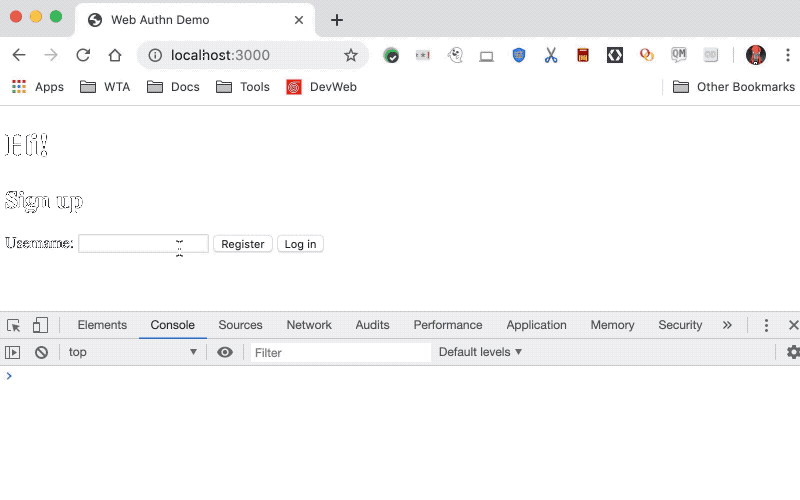 Web Authn Demo
localhost:3000
Apps WTA Docs Tools DevWeb Other Bookmarks
Hi!
Sign up
Username: Register Log in
Elements Console Sources Network Audits Performance Application Memory Security »
top Filter Default levels
>